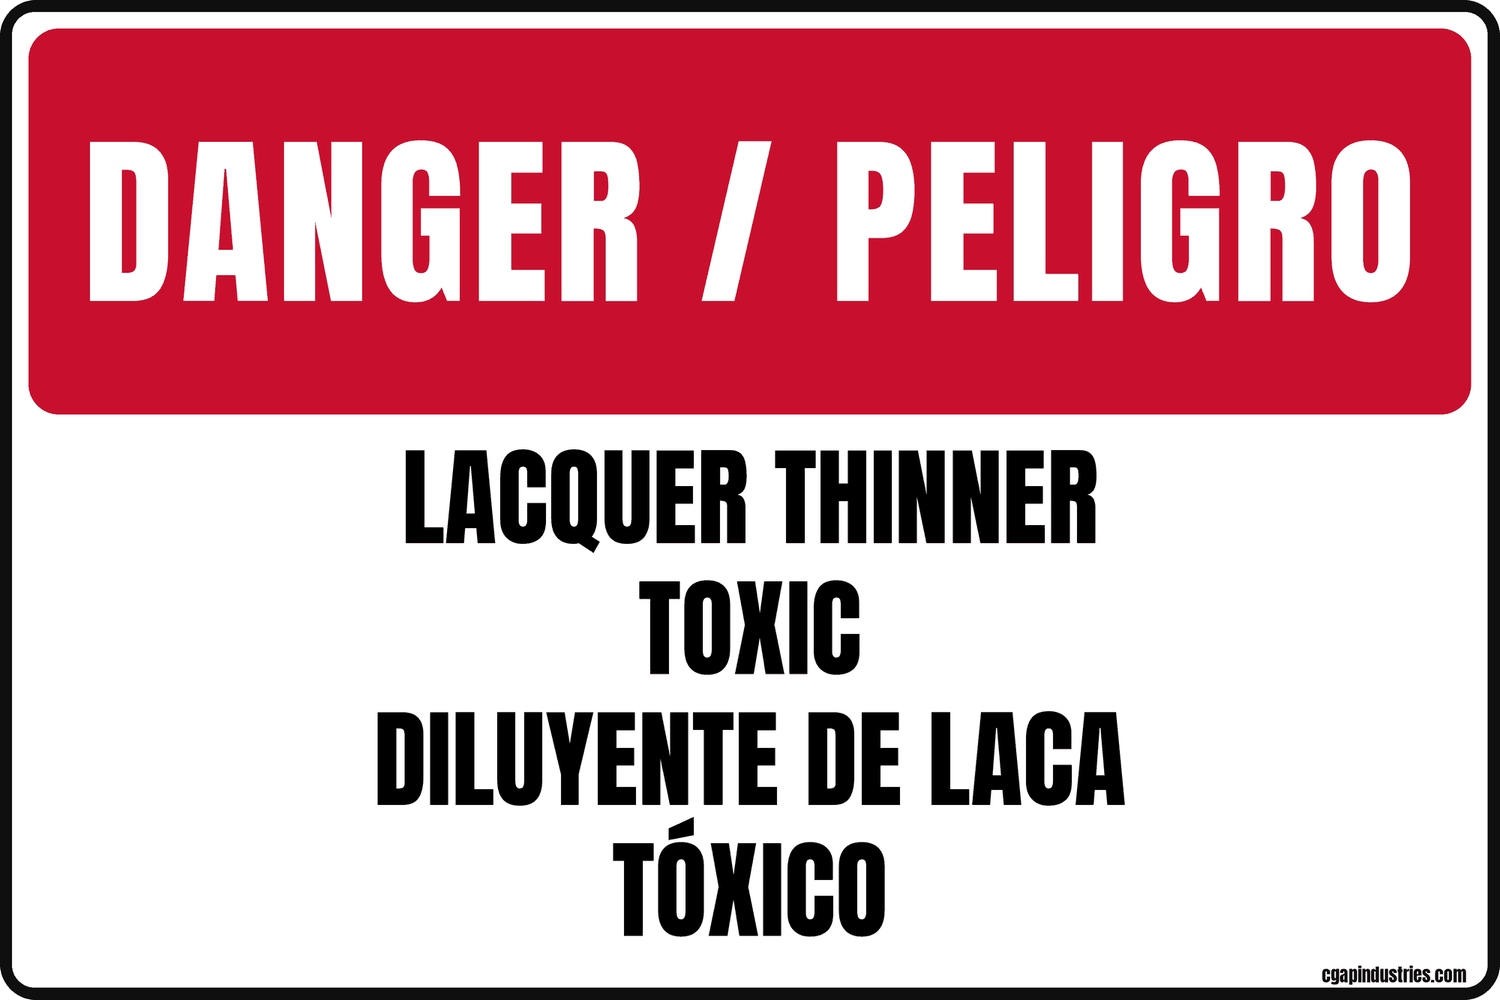 DANGER / PELIGRO
LACQUER THINNER
TOXIC
DILUYENTE DE LACA
TÓXICO
cgapindustries.com